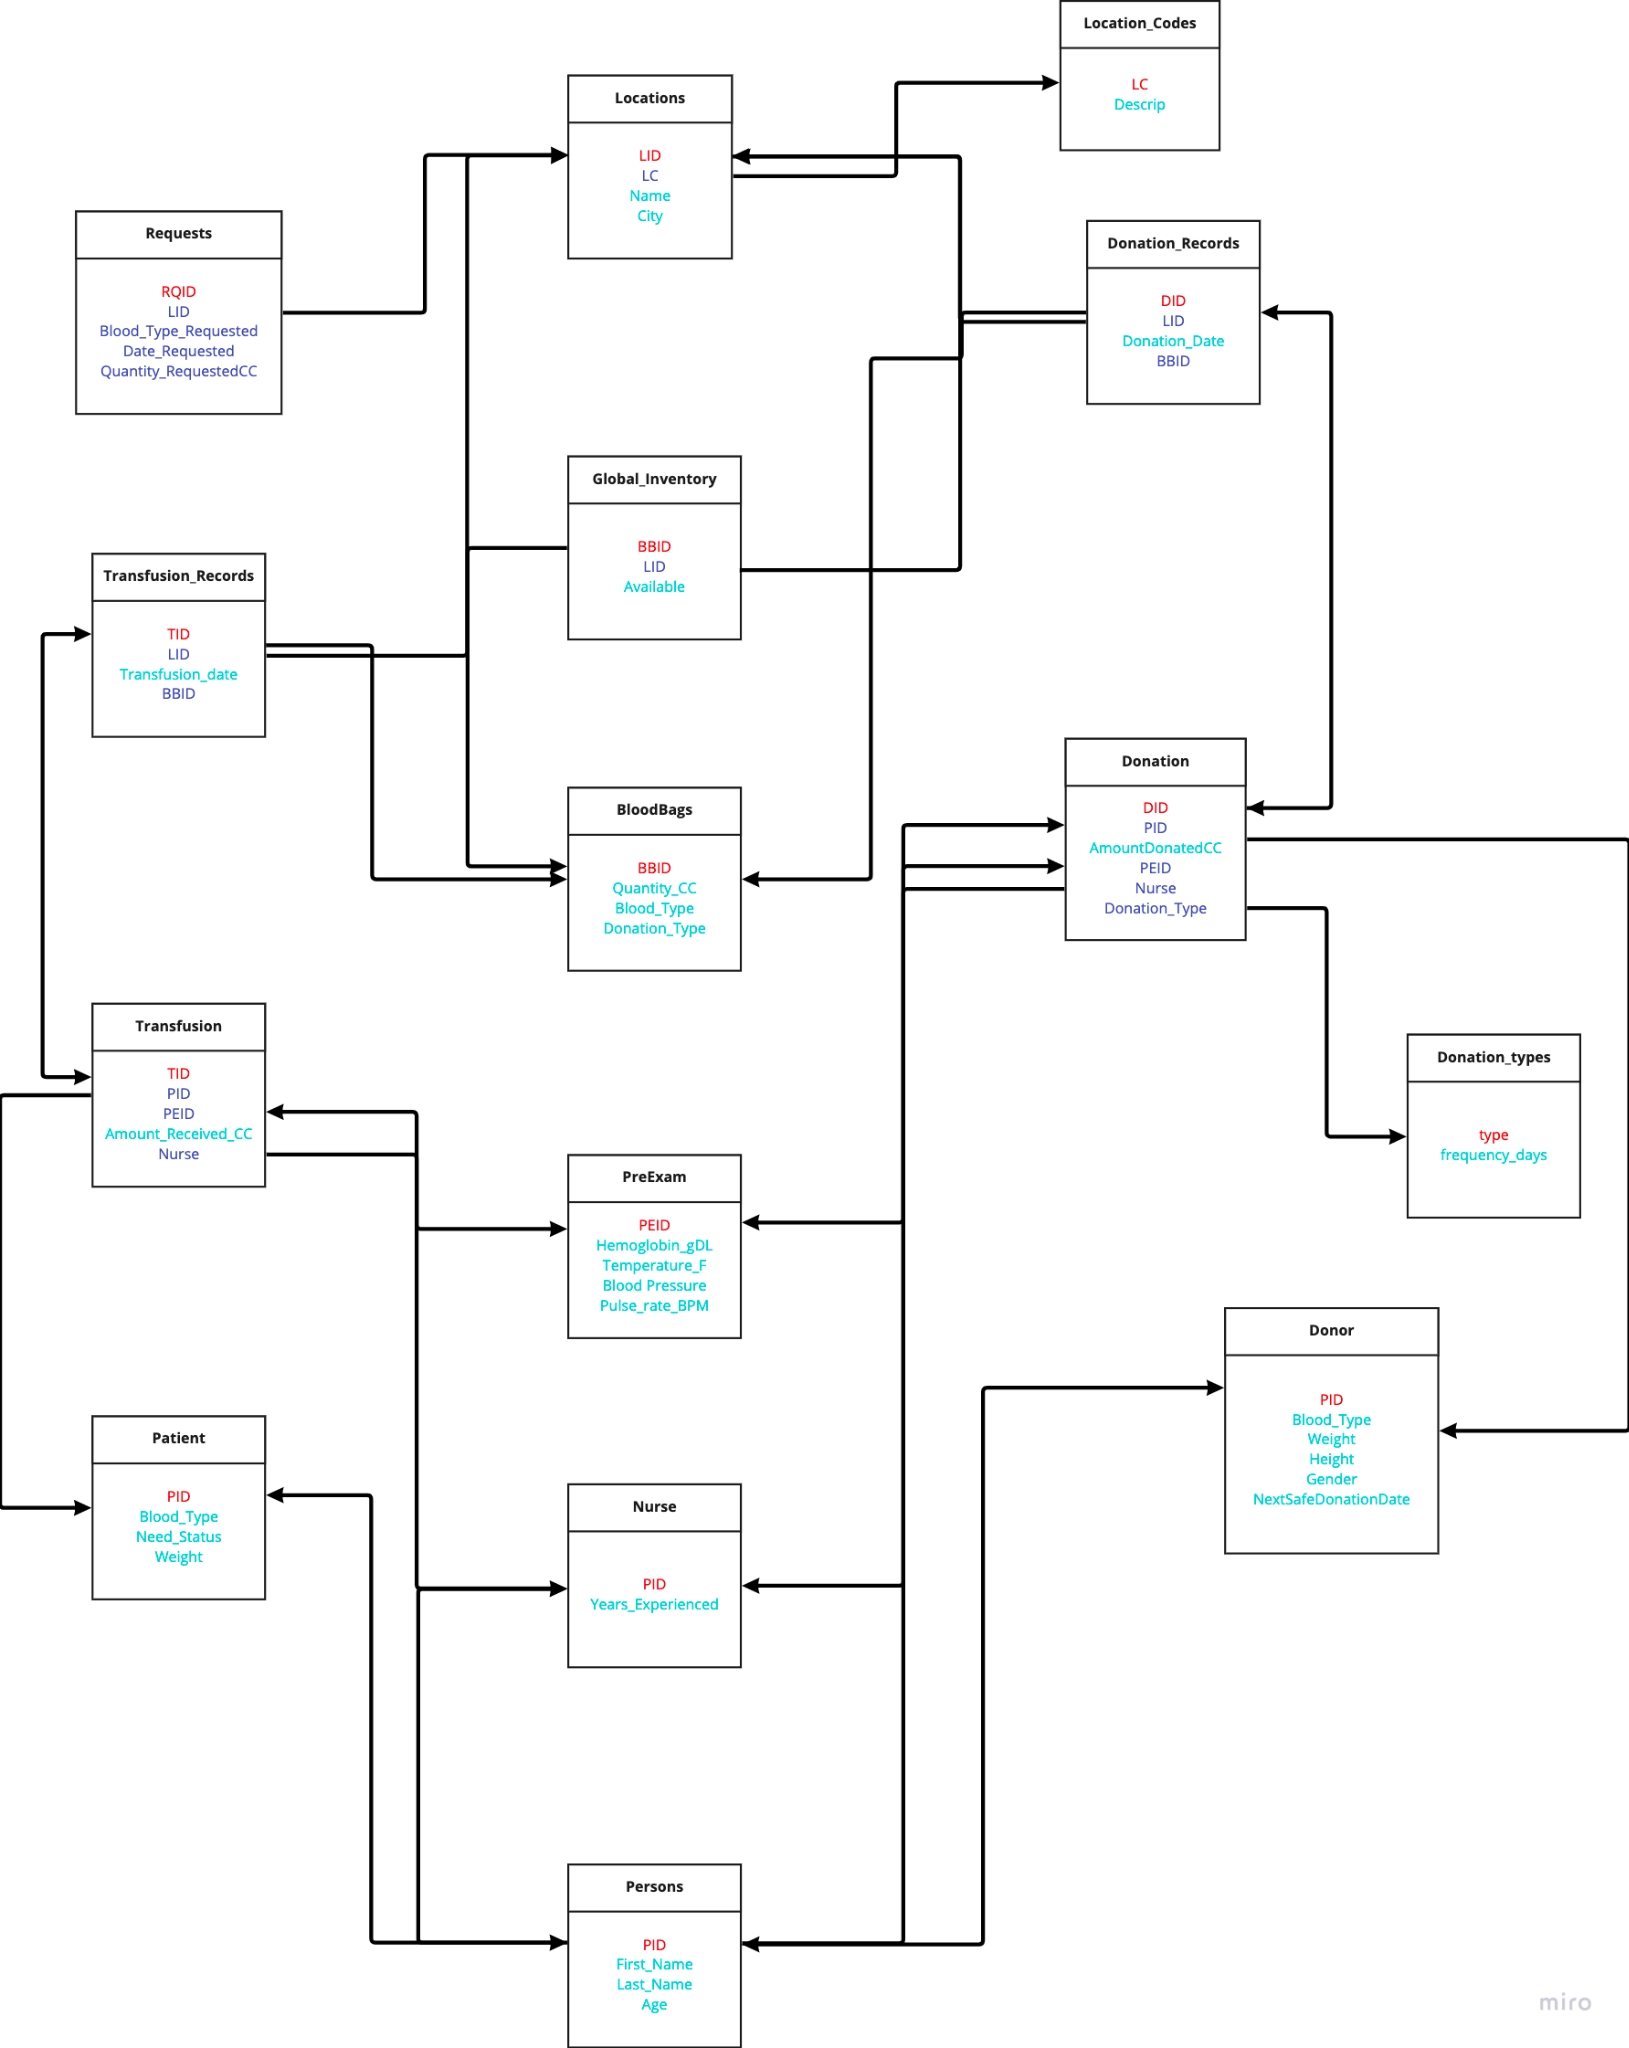 Location_Codes
LC
Descrip
Locations
LID
LC
Name
City
Requests
RQID
LID
Blood_Type_Requested
Date_Requested
Quantity_RequestedCC
Donation_Records
DID
LID
Donation_Date
BBID
Global_Inventory
BBID
LID
Available
Transfusion_Records
TID
LID
Transfusion_date
BBID
Donation
DID
PID
AmountDonatedCC
PEID
Nurse
Donation_Type
BloodBags
BBID
Quantity_CC
Blood_Type
Donation_Type
Transfusion
TID
PID
PEID
Amount_Received_CC
Nurse
Donation_types
type
frequency_days
PreExam
PEID
Hemoglobin_gDL
Temperature_F
Blood Pressure
Pulse_rate_BPM
Donor
PID
Blood_Type
Weight
Height
Gender
NextSafeDonationDate
Patient
PID
Blood_Type
Need_Status
Weight
Nurse
PID
Years_Experienced
Persons
PID
First_Name
Last_Name
Age
miro